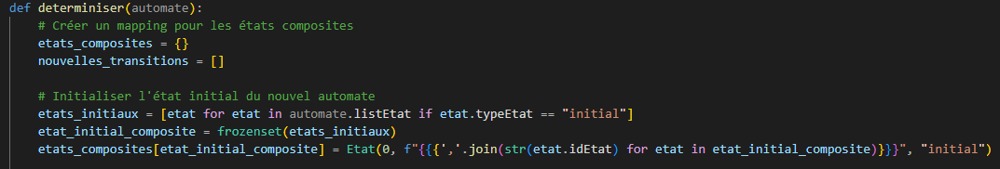 def determiniser(automate):
    # Créer un mapping pour les états composites
    etats_composites = {}
    nouvelles_transitions = []
    # Initialiser l'état initial du nouvel automate
    etats_initiaux = [etat for etat in automate.listEtat if etat.typeEtat == "initial"]
    etat_initial_composite = frozenset(etats_initiaux)
    etats_composites[etat_initial_composite] = Etat(0, f"{{{','.join(str(etat.idEtat) for etat in etat_initial_composite)}}}", "initial")